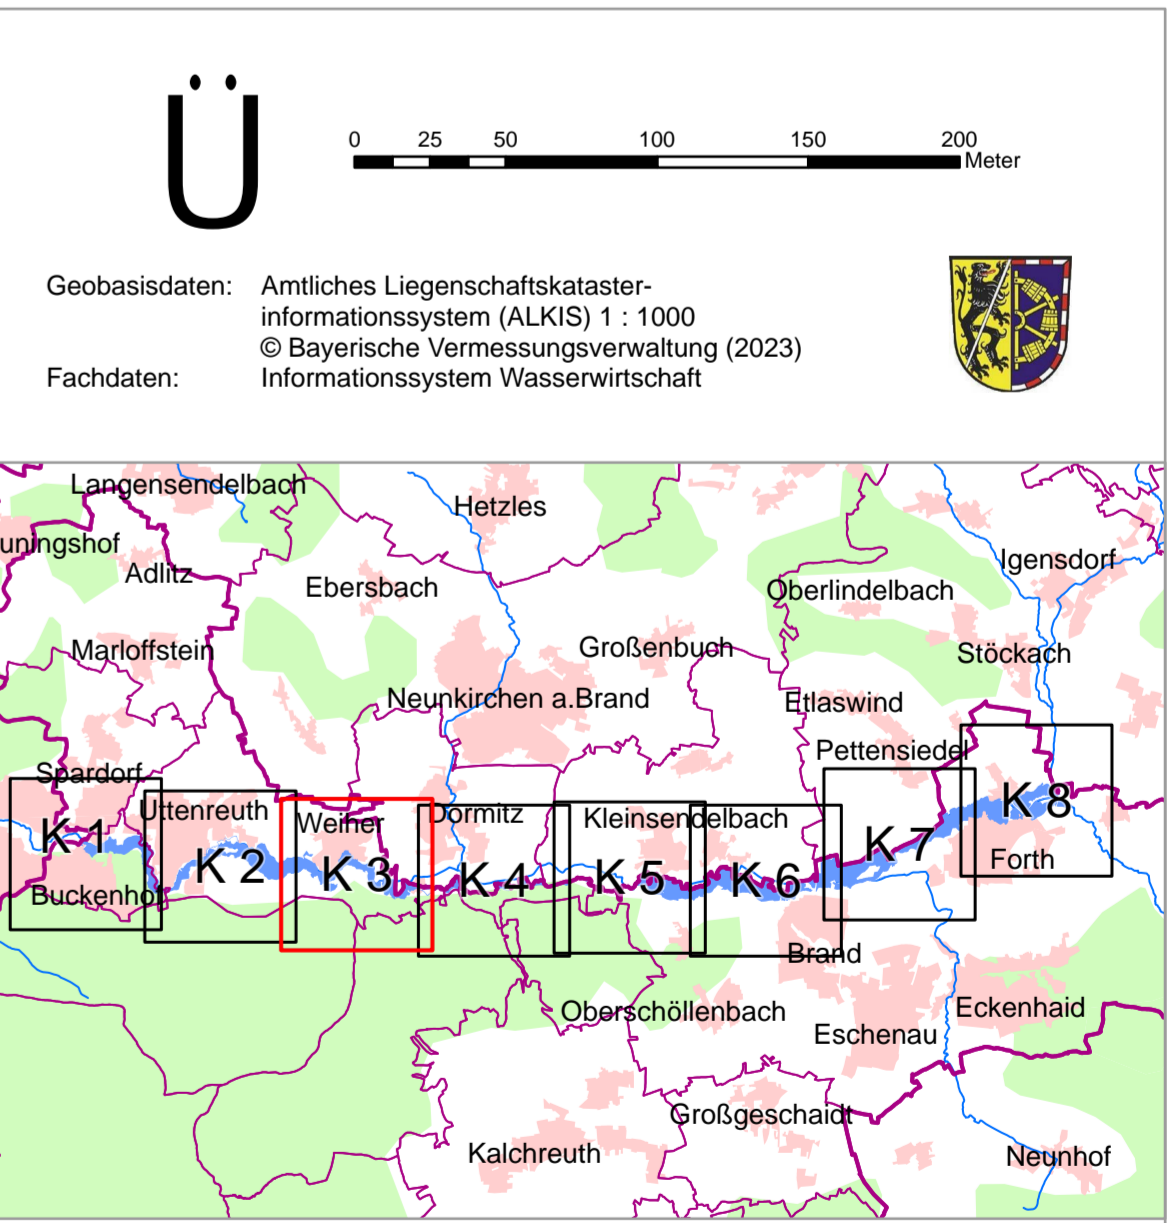 Ü
0 25 50 100 150 200
Meter
Geobasisdaten: Amtliches Liegenschaftskataster-
informationssystem (ALKIS) 1 : 1000
© Bayerische Vermessungsverwaltung (2023)
Fachdaten: Informationssystem Wasserwirtschaft
Langensendelbach
Hetzles
uningshof
Adlitz
Ebersbach
Igensdorf
Oberlindelbach
Marloffstein
Großenbuch
Stöckach
Neunkirchen a.Brand
Etlaswind
Pettensiedel
Spardorf
Uttenreuth
Weiher
Dormitz
Kleinsendelbach
K 1
K 2
K 3
K 4
K 5
K 6
K 7
K 8
Forth
Buckenhof
Brand
Oberschöllenbach
Eckenhaid
Eschenau
Großgeschaidt
Kalchreuth
Neunhof